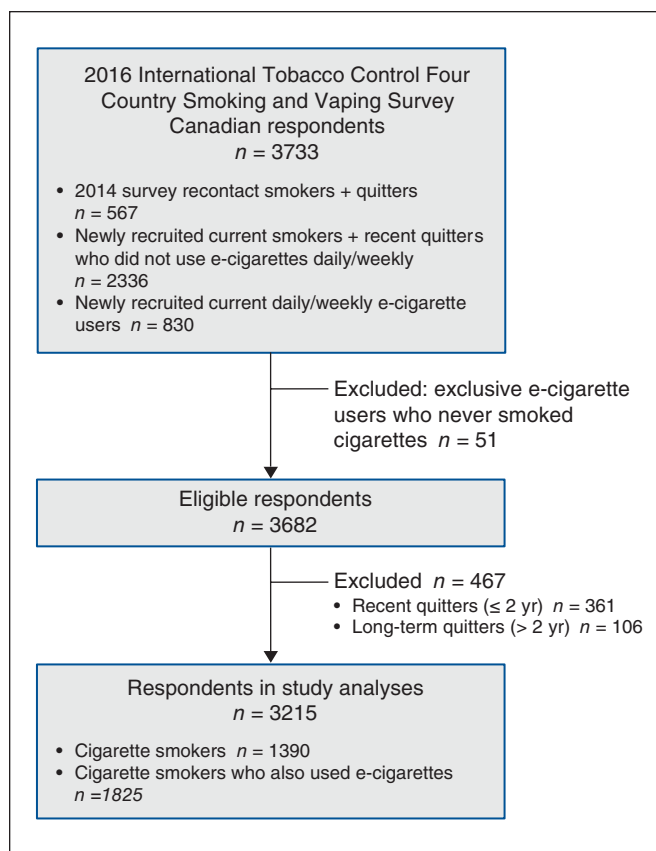 2016 International Tobacco Control Four
Country Smoking and Vaping Survey
Canadian respondents
n = 3733
• 2014 survey recontact smokers + quitters
n = 567
• Newly recruited current smokers + recent quitters
who did not use e-cigarettes daily/weekly
n = 2336
• Newly recruited current daily/weekly e-cigarette
users n = 830
Excluded: exclusive e-cigarette
users who never smoked
cigarettes n = 51
Eligible respondents
n = 3682
Excluded n = 467
• Recent quitters (≤ 2 yr) n = 361
• Long-term quitters (> 2 yr) n = 106
Respondents in study analyses
n = 3215
• Cigarette smokers n = 1390
• Cigarette smokers who also used e-cigarettes
n =1825